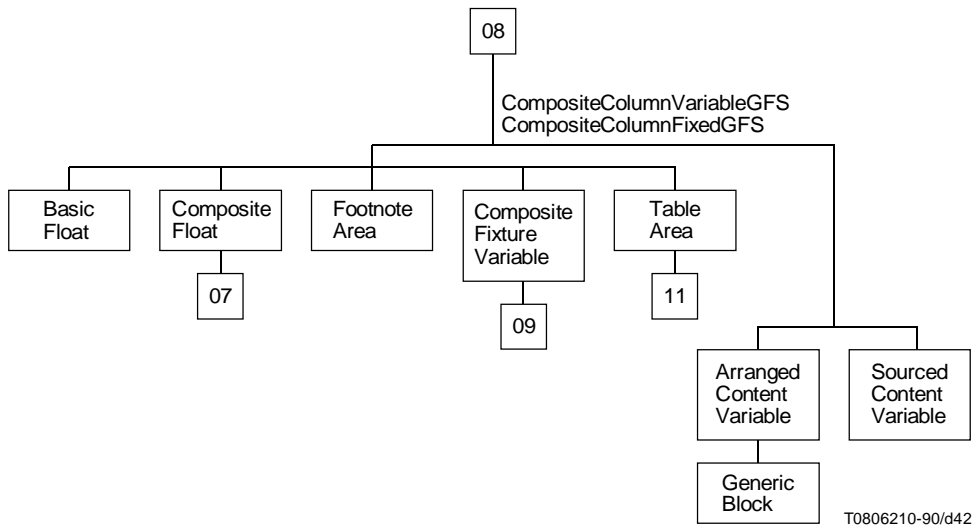 08
CompositeColumnVariableGFS
CompositeColumnFixedGFS
Basic
Float
Composite
Float
Footnote
Area
Composite
Fixture
Variable
Table
Area
07
09
11
Arranged
Content
Variable
Sourced
Content
Variable
Generic
Block
T0806210-90/d42